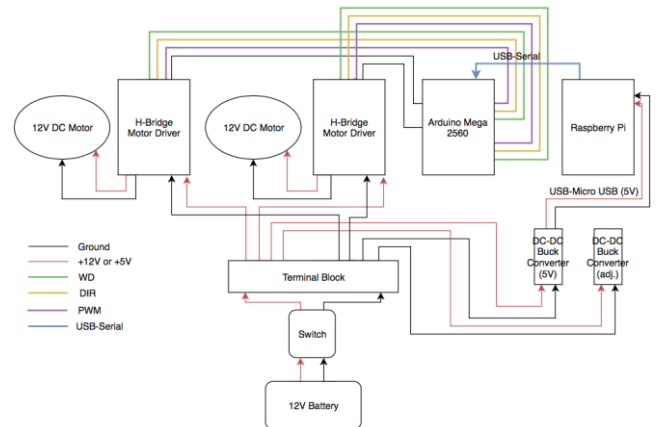 USB-Serial
12V DC Motor
H-Bridge
Motor Driver
12V DC Motor
H-Bridge
Motor Driver
Arduino Mega
2560
Raspberry Pi
USB-Micro USB (5V)
Ground
+12V or +5V
WD
DIR
PWM
USB-Serial
Terminal Block
DC-DC
Buck
Converter
(5V)
DC-DC
Buck
Converter
(adj.)
Switch
12V Battery